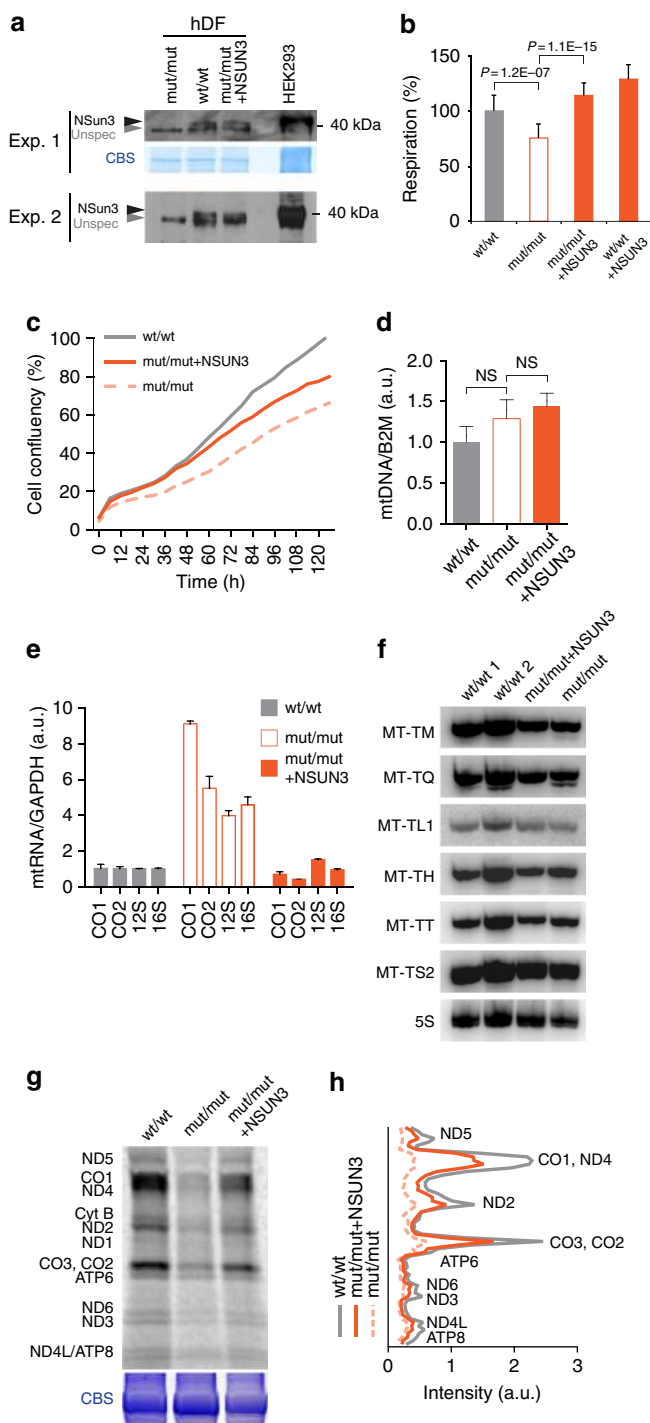 a
hDF
mut/mut
wt/wt
mut/mut
+NSUN3
HEK293
Exp. 1
NSun3
Unspec
40 kDa
CBS
Exp. 2
NSun3
Unspec
40 kDa
b
P = 1.1E–15
P = 1.2E–07
Respiration (%)
150
100
50
0
wt/wt
mut/mut
mut/mut
+NSUN3
wt/wt
+NSUN3
c
Cell confluency (%)
100
80
60
40
20
0
wt/wt
mut/mut+NSUN3
mut/mut
0
12
24
36
48
60
72
84
96
108
120
Time (h)
d
mtDNA/B2M (a.u.)
2.0
1.5
1.0
0.5
0.0
NS
NS
wt/wt
mut/mut
mut/mut
+NSUN3
e
mtRNA/GAPDH (a.u.)
10
8
6
4
2
0
wt/wt
mut/mut
mut/mut
+NSUN3
CO1
CO2
12S
16S
CO1
CO2
12S
16S
CO1
CO2
12S
16S
f
wt/wt 1
wt/wt 2
mut/mut+NSUN3
mut/mut
MT-TM
MT-TQ
MT-TL1
MT-TH
MT-TT
MT-TS2
5S
g
wt/wt
mut/mut
mut/mut
+NSUN3
ND5
CO1
ND4
Cyt B
ND2
ND1
CO3, CO2
ATP6
ND6
ND3
ND4L/ATP8
CBS
h
wt/wt
mut/mut+NSUN3
mut/mut
ND5
CO1, ND4
ND2
CO3, CO2
ATP6
ND6
ND3
ND4L
ATP8
0
1
2
3
Intensity (a.u.)